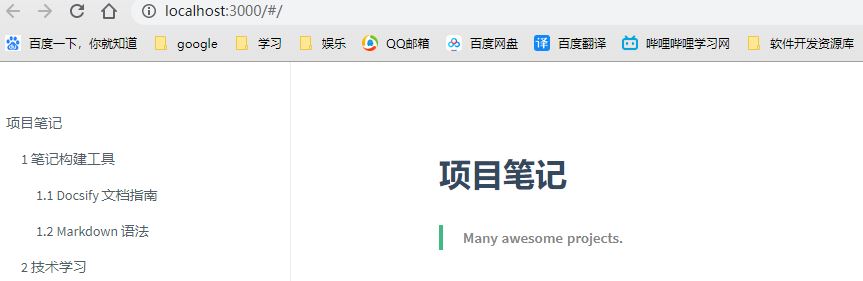 localhost:3000/#/
百度一下，你就知道 google 学习 娱乐 QQ邮箱 百度网盘 译 百度翻译 哔哩哔哩学习网 软件开发资源库
项目笔记
1 笔记构建工具
1.1 Docsify 文档指南
1.2 Markdown 语法
2 技术学习
项目笔记
Many awesome projects.